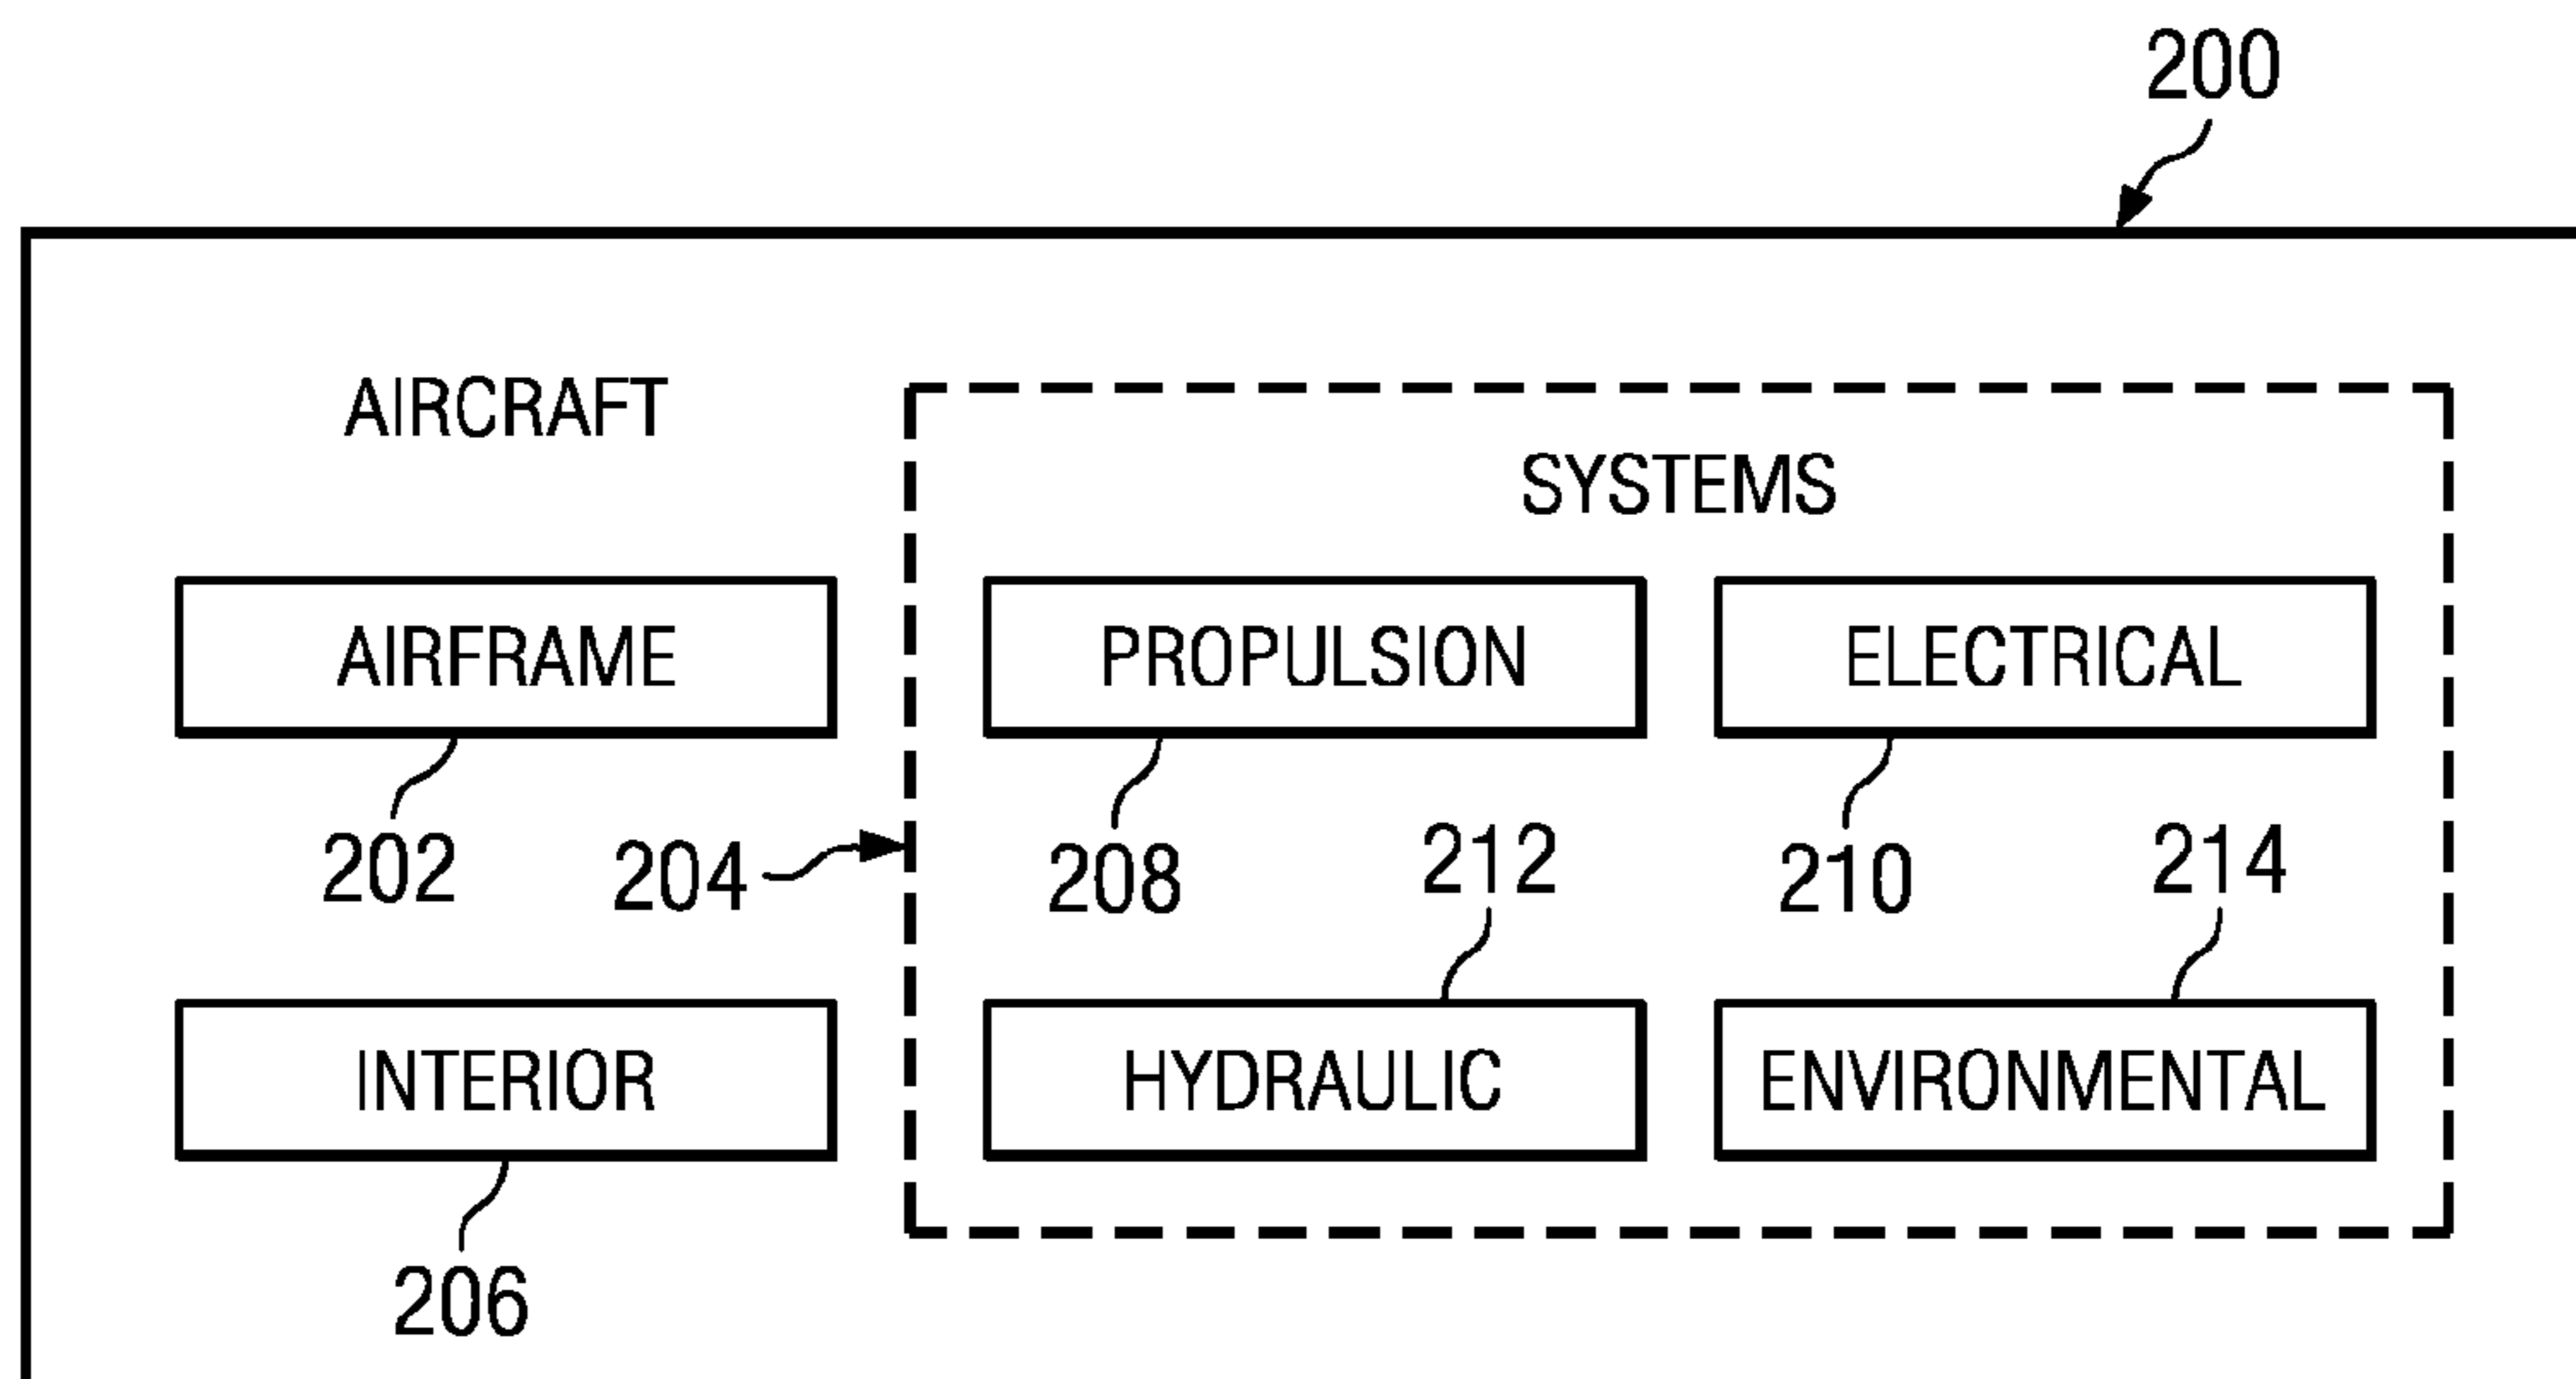 200
AIRCRAFT
SYSTEMS
AIRFRAME
PROPULSION
ELECTRICAL
202
204
208
212
210
214
INTERIOR
HYDRAULIC
ENVIRONMENTAL
206